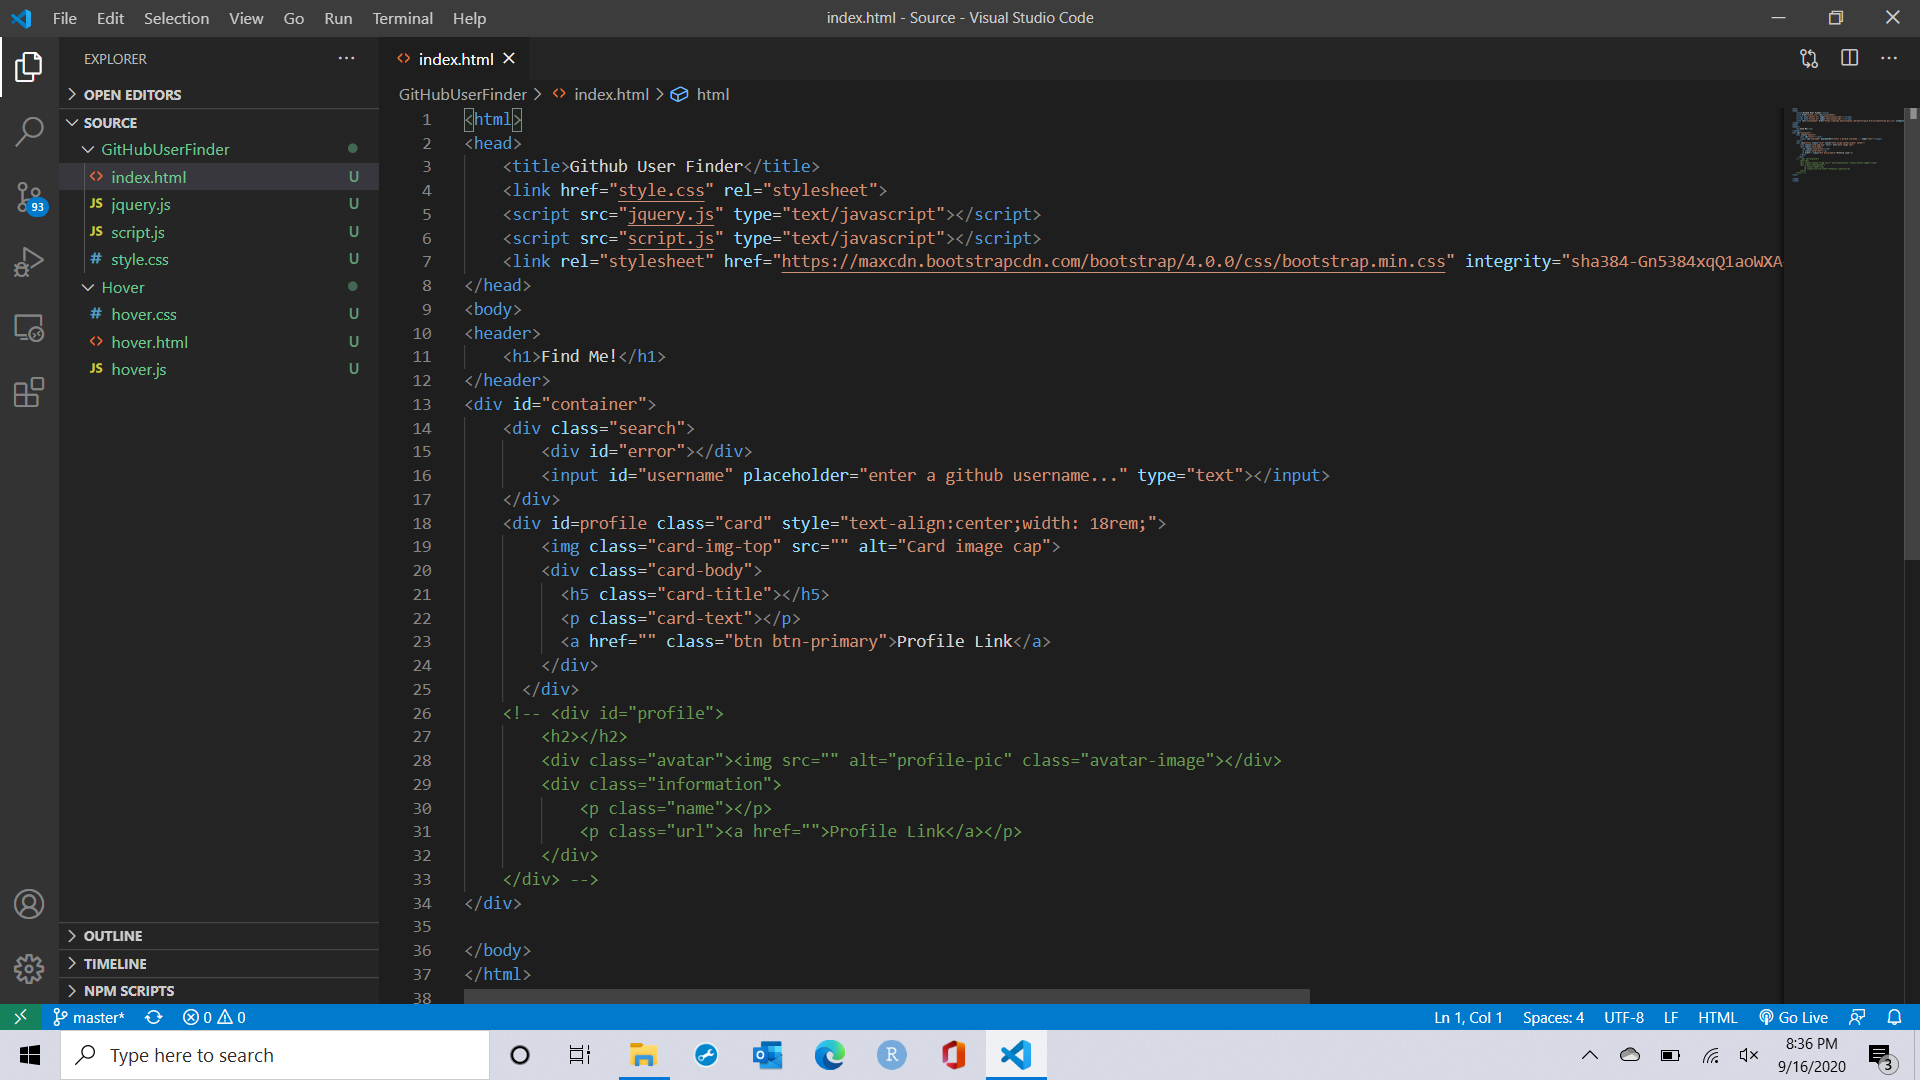 File Edit Selection View Go Run Terminal Help
index.html - Source - Visual Studio Code
EXPLORER
OPEN EDITORS
SOURCE
GitHubUserFinder
index.html U
JS jquery.js U
JS script.js U
# style.css U
Hover
# hover.css U
hover.html U
JS hover.js U
93
OUTLINE
TIMELINE
NPM SCRIPTS
index.html
GitHubUserFinder > index.html > html
1 <html>
2 <head>
3 <title>Github User Finder</title>
4 <link href="style.css" rel="stylesheet">
5 <script src="jquery.js" type="text/javascript"></script>
6 <script src="script.js" type="text/javascript"></script>
7 <link rel="stylesheet" href="https://maxcdn.bootstrapcdn.com/bootstrap/4.0.0/css/bootstrap.min.css" integrity="sha384-Gn5384xqQ1aoWXA
8 </head>
9 <body>
10 <header>
11 <h1>Find Me!</h1>
12 </header>
13 <div id="container">
14 <div class="search">
15 <div id="error"></div>
16 <input id="username" placeholder="enter a github username..." type="text"></input>
17 </div>
18 <div id=profile class="card" style="text-align:center;width: 18rem;">
19 <img class="card-img-top" src="" alt="Card image cap">
20 <div class="card-body">
21 <h5 class="card-title"></h5>
22 <p class="card-text"></p>
23 <a href="" class="btn btn-primary">Profile Link</a>
24 </div>
25 </div>
26 <!-- <div id="profile">
27 <h2></h2>
28 <div class="avatar"><img src="" alt="profile-pic" class="avatar-image"></div>
29 <div class="information">
30 <p class="name"></p>
31 <p class="url"><a href="">Profile Link</a></p>
32 </div>
33 </div> -->
34 </div>
35
36 </body>
37 </html>
38
master* 0 0 Ln 1, Col 1 Spaces: 4 UTF-8 LF HTML Go Live
Type here to search
R
8:36 PM
9/16/2020
3